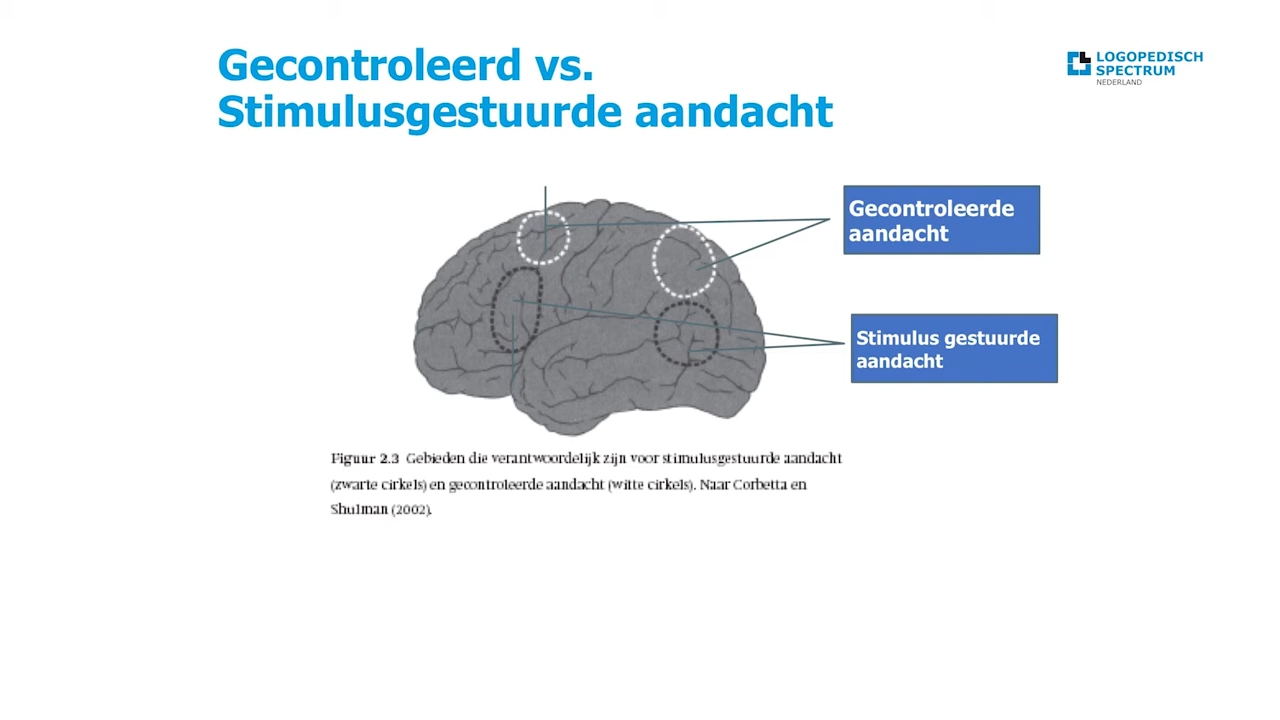 Gecontroleerd vs.
Stimulusgestuurde aandacht
LOGOPEDISCH
SPECTRUM
NEDERLAND
Gecontroleerde
aandacht
Stimulus gestuurde
aandacht
Figuur 2.3 Gebieden die verantwoordelijk zijn voor stimulusgestuurde aandacht
(zwarte cirkels) en gecontroleerde aandacht (witte cirkels). Naar Corbetta en
Shulman (2002).